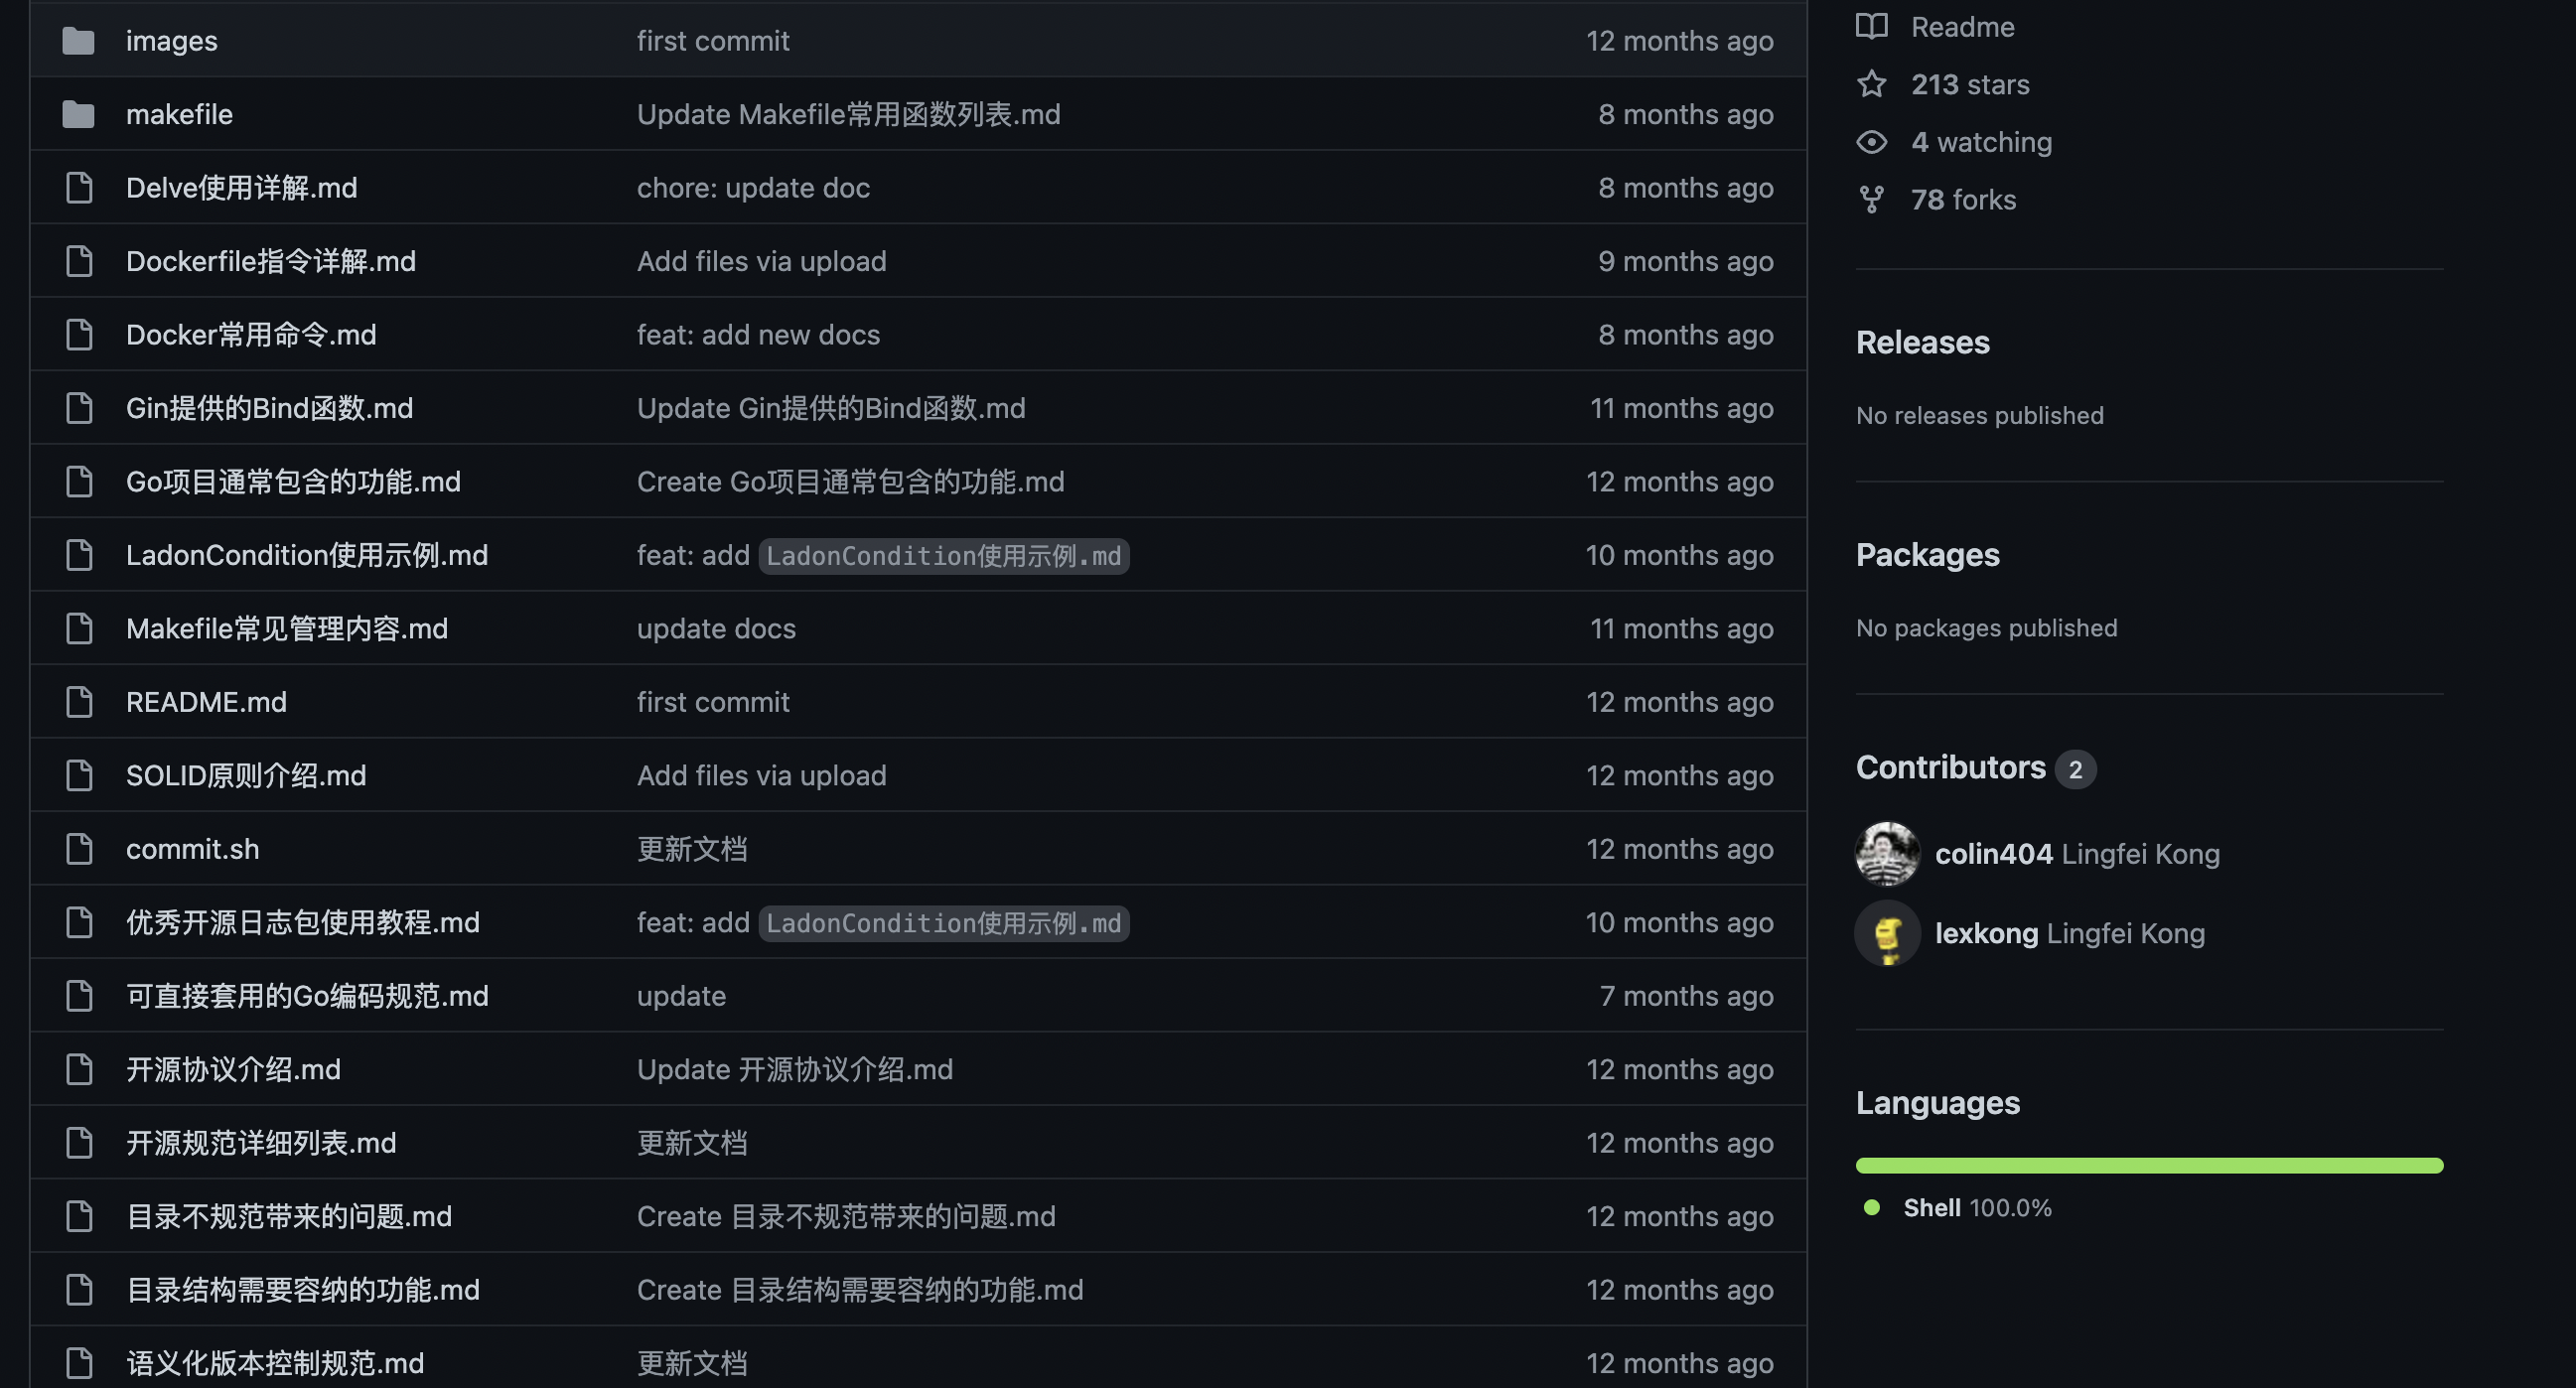 images first commit 12 months ago
makefile Update Makefile常用函数列表.md 8 months ago
Delve使用详解.md chore: update doc 8 months ago
Dockerfile指令详解.md Add files via upload 9 months ago
Docker常用命令.md feat: add new docs 8 months ago
Gin提供的Bind函数.md Update Gin提供的Bind函数.md 11 months ago
Go项目通常包含的功能.md Create Go项目通常包含的功能.md 12 months ago
LadonCondition使用示例.md feat: add LadonCondition使用示例.md 10 months ago
Makefile常见管理内容.md update docs 11 months ago
README.md first commit 12 months ago
SOLID原则介绍.md Add files via upload 12 months ago
commit.sh 更新文档 12 months ago
优秀开源日志包使用教程.md feat: add LadonCondition使用示例.md 10 months ago
可直接套用的Go编码规范.md update 7 months ago
开源协议介绍.md Update 开源协议介绍.md 12 months ago
开源规范详细列表.md 更新文档 12 months ago
目录不规范带来的问题.md Create 目录不规范带来的问题.md 12 months ago
目录结构需要容纳的功能.md Create 目录结构需要容纳的功能.md 12 months ago
语义化版本控制规范.md 更新文档 12 months ago
Readme
213 stars
4 watching
78 forks
Releases
No releases published
Packages
No packages published
Contributors 2
colin404 Lingfei Kong
lexkong Lingfei Kong
Languages
Shell 100.0%